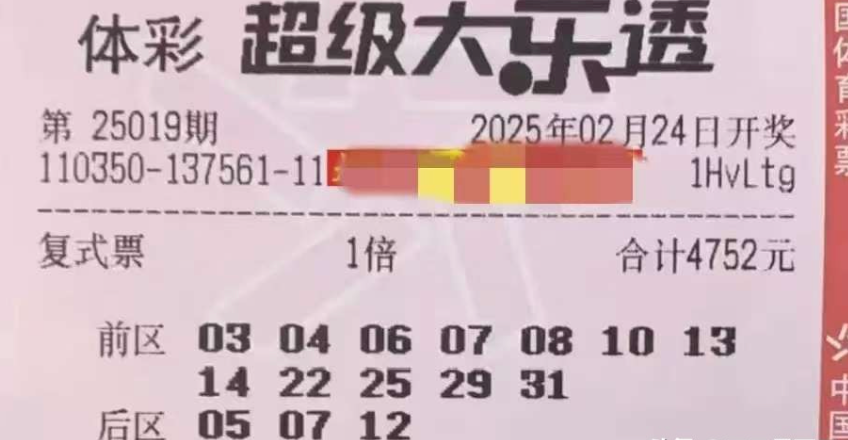 体彩 超级大乐透
第 25019期 2025年02月24日开奖
110350-137561-11 1HvLtg
复式票 1倍 合计4752元
前区 03 04 06 07 08 10 13
14 22 25 29 31
后区 05 07 12
国体育彩票
中国